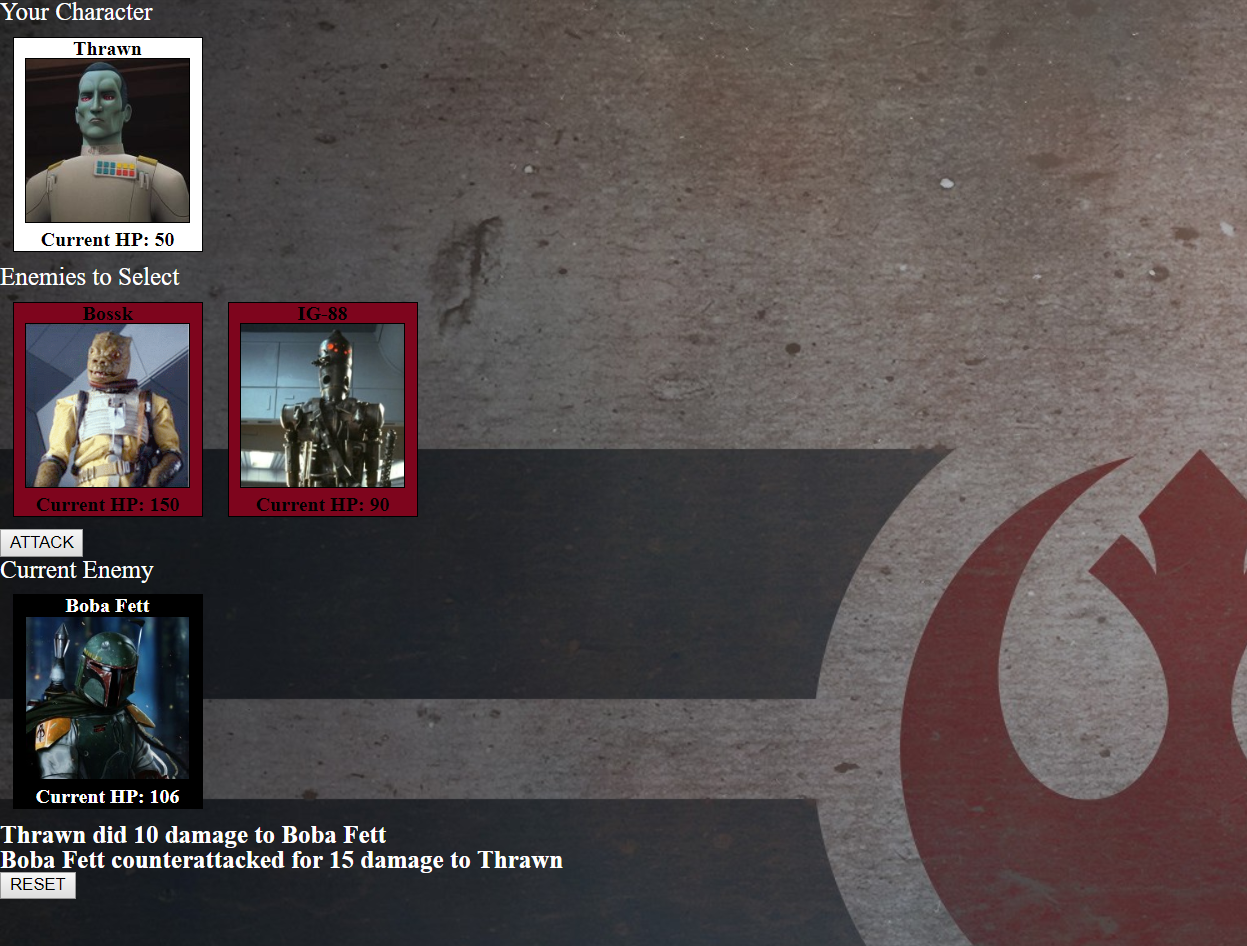 Your Character
Thrawn
Current HP: 50
Enemies to Select
Bossk
IG-88
Current HP: 150
Current HP: 90
ATTACK
Current Enemy
Boba Fett
Current HP: 106
Thrawn did 10 damage to Boba Fett
Boba Fett counterattacked for 15 damage to Thrawn
RESET